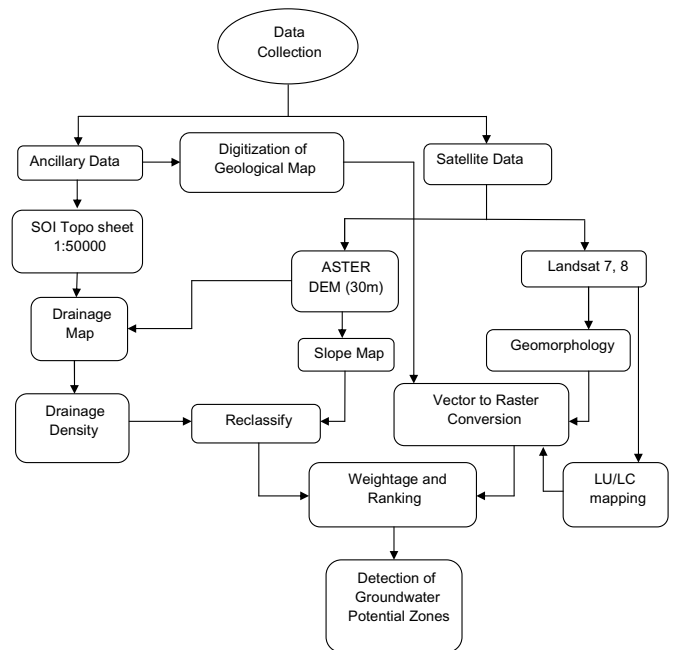 Data
Collection
Ancillary Data
Digitization of
Geological Map
Satellite Data
SOI Topo sheet
1:50000
ASTER
DEM (30m)
Landsat 7, 8
Drainage
Map
Slope Map
Geomorphology
Drainage
Density
Reclassify
Vector to Raster
Conversion
Weightage and
Ranking
LU/LC
mapping
Detection of
Groundwater
Potential Zones